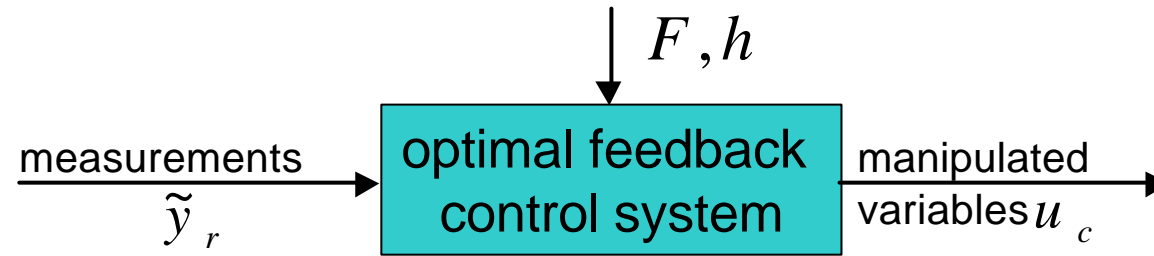 F, h
measurements
ỹ r
optimal feedback
control system
manipulated
variables u c